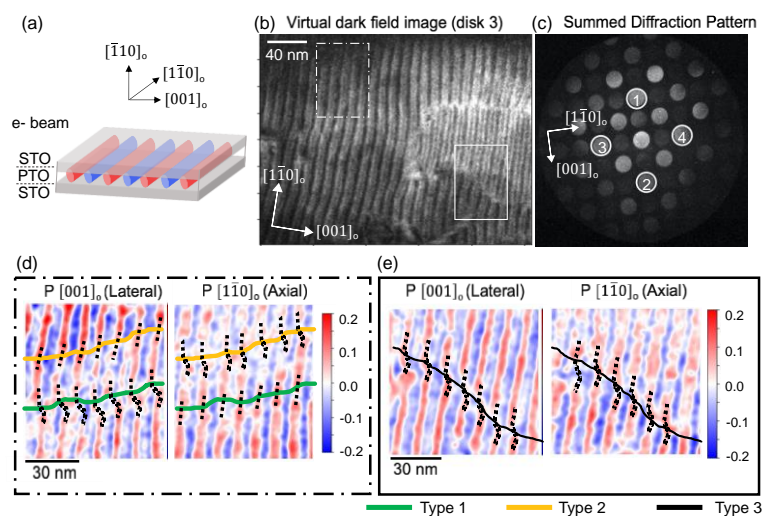 (a)
[1̅10]ₒ
[11̅0]ₒ
[001]ₒ
e- beam
STO
PTO
STO
(b) Virtual dark field image (disk 3)
40 nm
[11̅0]ₒ
[001]ₒ
(c) Summed Diffraction Pattern
1
[11̅0]ₒ
3
4
[001]ₒ
2
(d)
P [001]ₒ (Lateral) P [11̅0]ₒ (Axial)
0.2
0.1
0.0
-0.1
-0.2
30 nm
(e)
P [001]ₒ (Lateral) P [11̅0]ₒ (Axial)
0.2
0.1
0.0
-0.1
-0.2
30 nm
Type 1 Type 2 Type 3